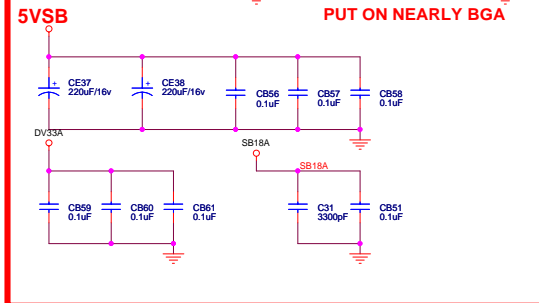 5VSB
PUT ON NEARLY BGA
CE37
220uF/16v
CE38
220uF/16v
CB56
0.1uF
CB57
0.1uF
CB58
0.1uF
DV33A
SB18A
SB18A
CB59
0.1uF
CB60
0.1uF
CB61
0.1uF
C31
3300pF
CB51
0.1uF